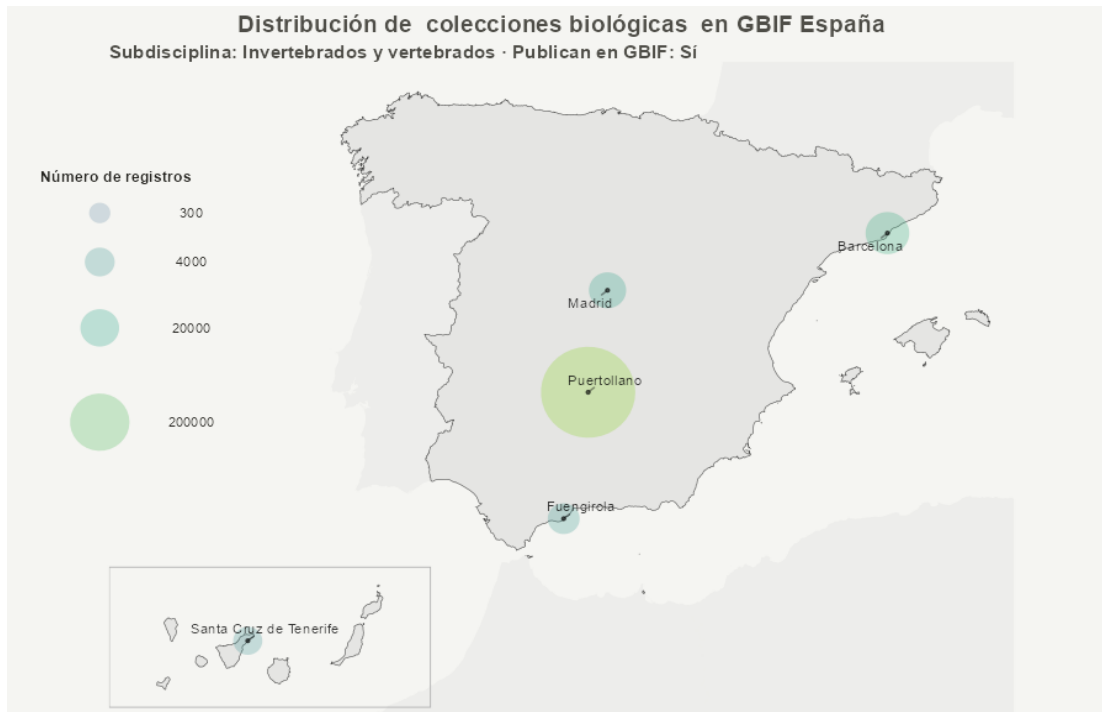 Distribución de colecciones biológicas en GBIF España
Subdisciplina: Invertebrados y vertebrados · Publican en GBIF: Sí
Número de registros
300
4000
20000
200000
Barcelona
Madrid
Puertollano
Fuengirola
Santa Cruz de Tenerife